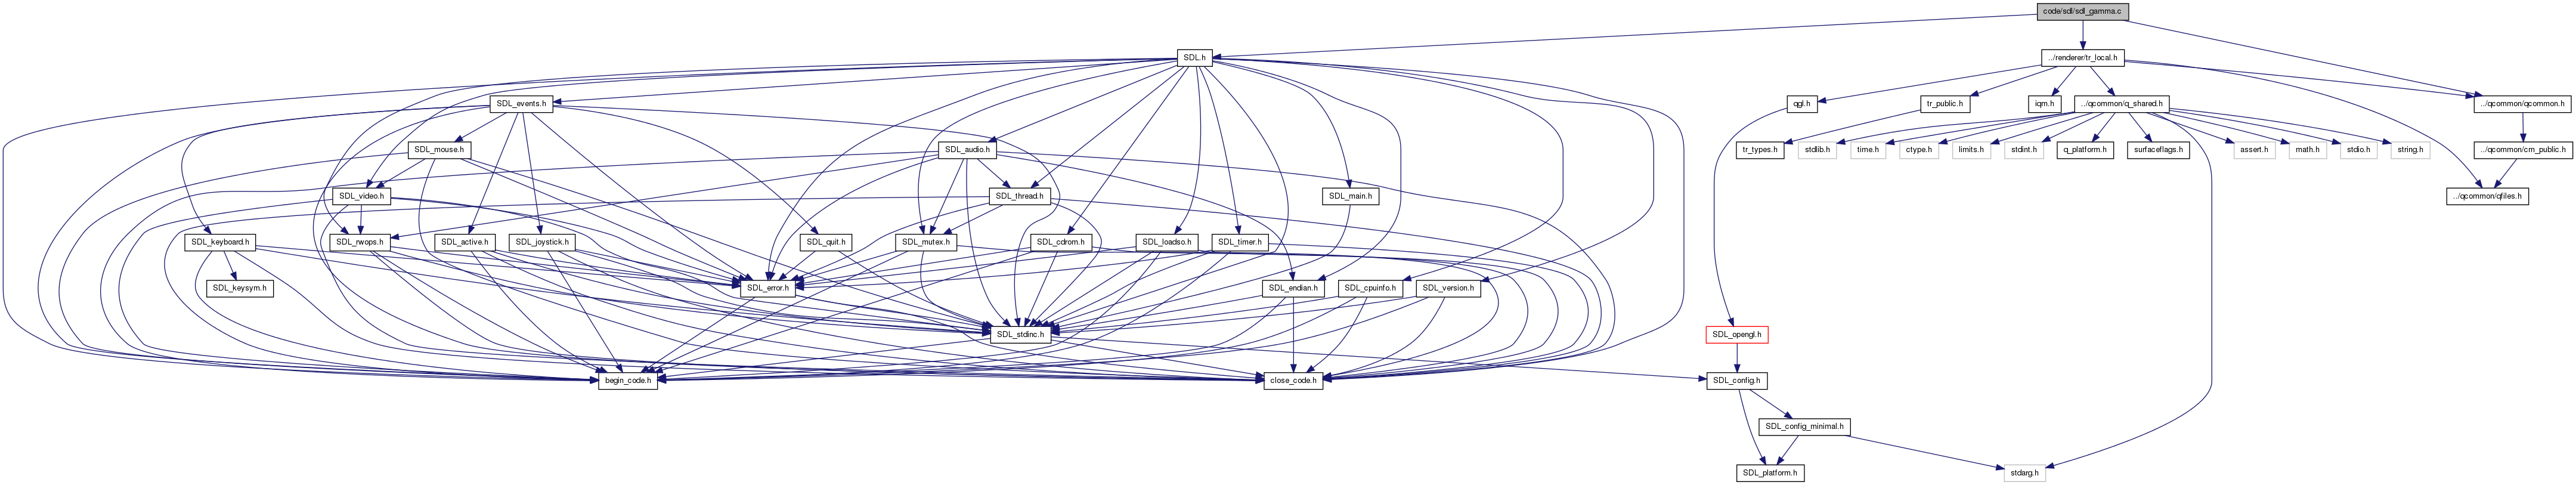 code/sdl/sdl_gamma.c
SDL.h
../renderer/tr_local.h
SDL_events.h
qgl.h
tr_public.h
iqm.h
../qcommon/q_shared.h
../qcommon/qcommon.h
SDL_mouse.h
SDL_audio.h
tr_types.h
stdlib.h
time.h
ctype.h
limits.h
stdint.h
q_platform.h
surfaceflags.h
assert.h
math.h
stdio.h
string.h
../qcommon/cm_public.h
SDL_video.h
SDL_thread.h
SDL_main.h
../qcommon/qfiles.h
SDL_keyboard.h
SDL_rwops.h
SDL_active.h
SDL_joystick.h
SDL_quit.h
SDL_mutex.h
SDL_cdrom.h
SDL_loadso.h
SDL_timer.h
SDL_keysym.h
SDL_error.h
SDL_endian.h
SDL_cpuinfo.h
SDL_version.h
SDL_stdinc.h
SDL_opengl.h
begin_code.h
close_code.h
SDL_config.h
SDL_config_minimal.h
SDL_platform.h
stdarg.h